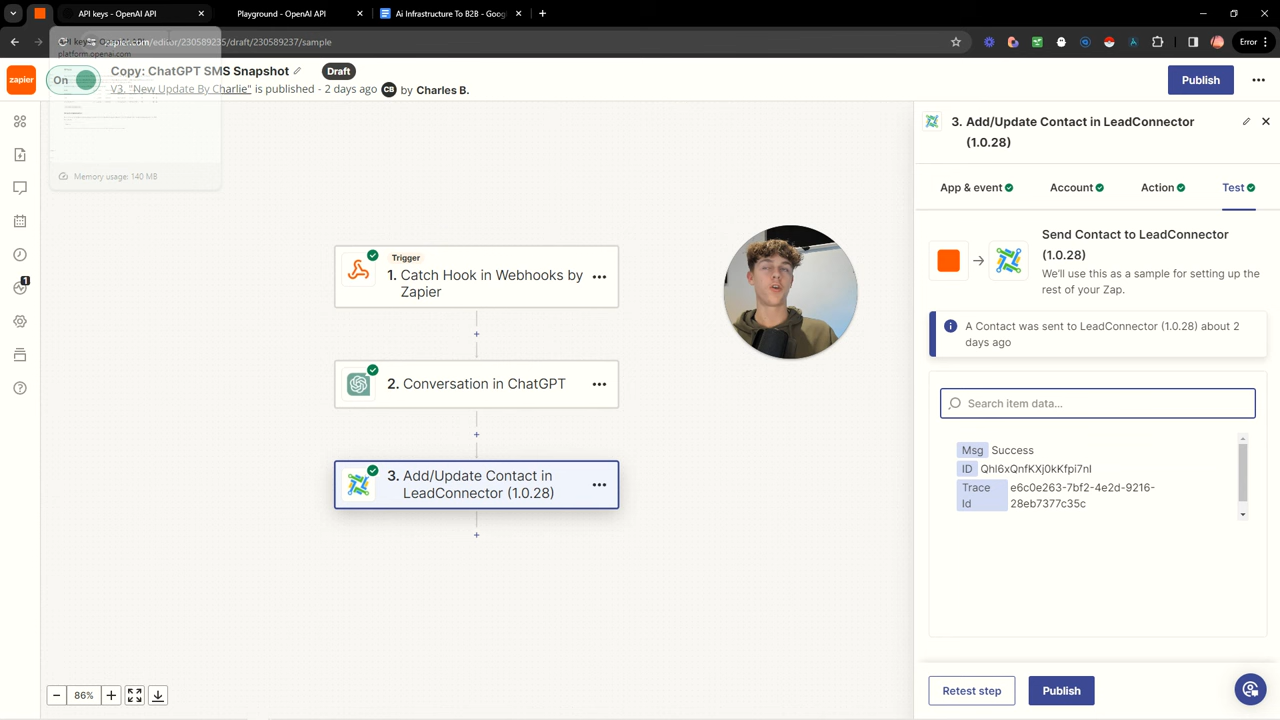 API keys - OpenAI API
Playground - OpenAI API
Ai Infrastructure To B2B - Goog
zapier.com/editor/230589235/draft/230589237/sample
Error
platform.openai.com
Memory usage: 140 MB
zapier
On
Copy: ChatGPT SMS Snapshot
Draft
V3. "New Update By Charlie" is published - 2 days ago CB by Charles B.
Publish
1
Trigger
1. Catch Hook in Webhooks by
Zapier
2. Conversation in ChatGPT
3. Add/Update Contact in
LeadConnector (1.0.28)
86%
3. Add/Update Contact in LeadConnector
(1.0.28)
App & event
Account
Action
Test
Send Contact to LeadConnector
(1.0.28)
We'll use this as a sample for setting up the
rest of your Zap.
A Contact was sent to LeadConnector (1.0.28) about 2
days ago
Search item data...
Msg Success
ID QhI6xQnfKXj0kKfpi7nI
Trace e6c0e263-7bf2-4e2d-9216-
Id 28eb7377c35c
Retest step
Publish